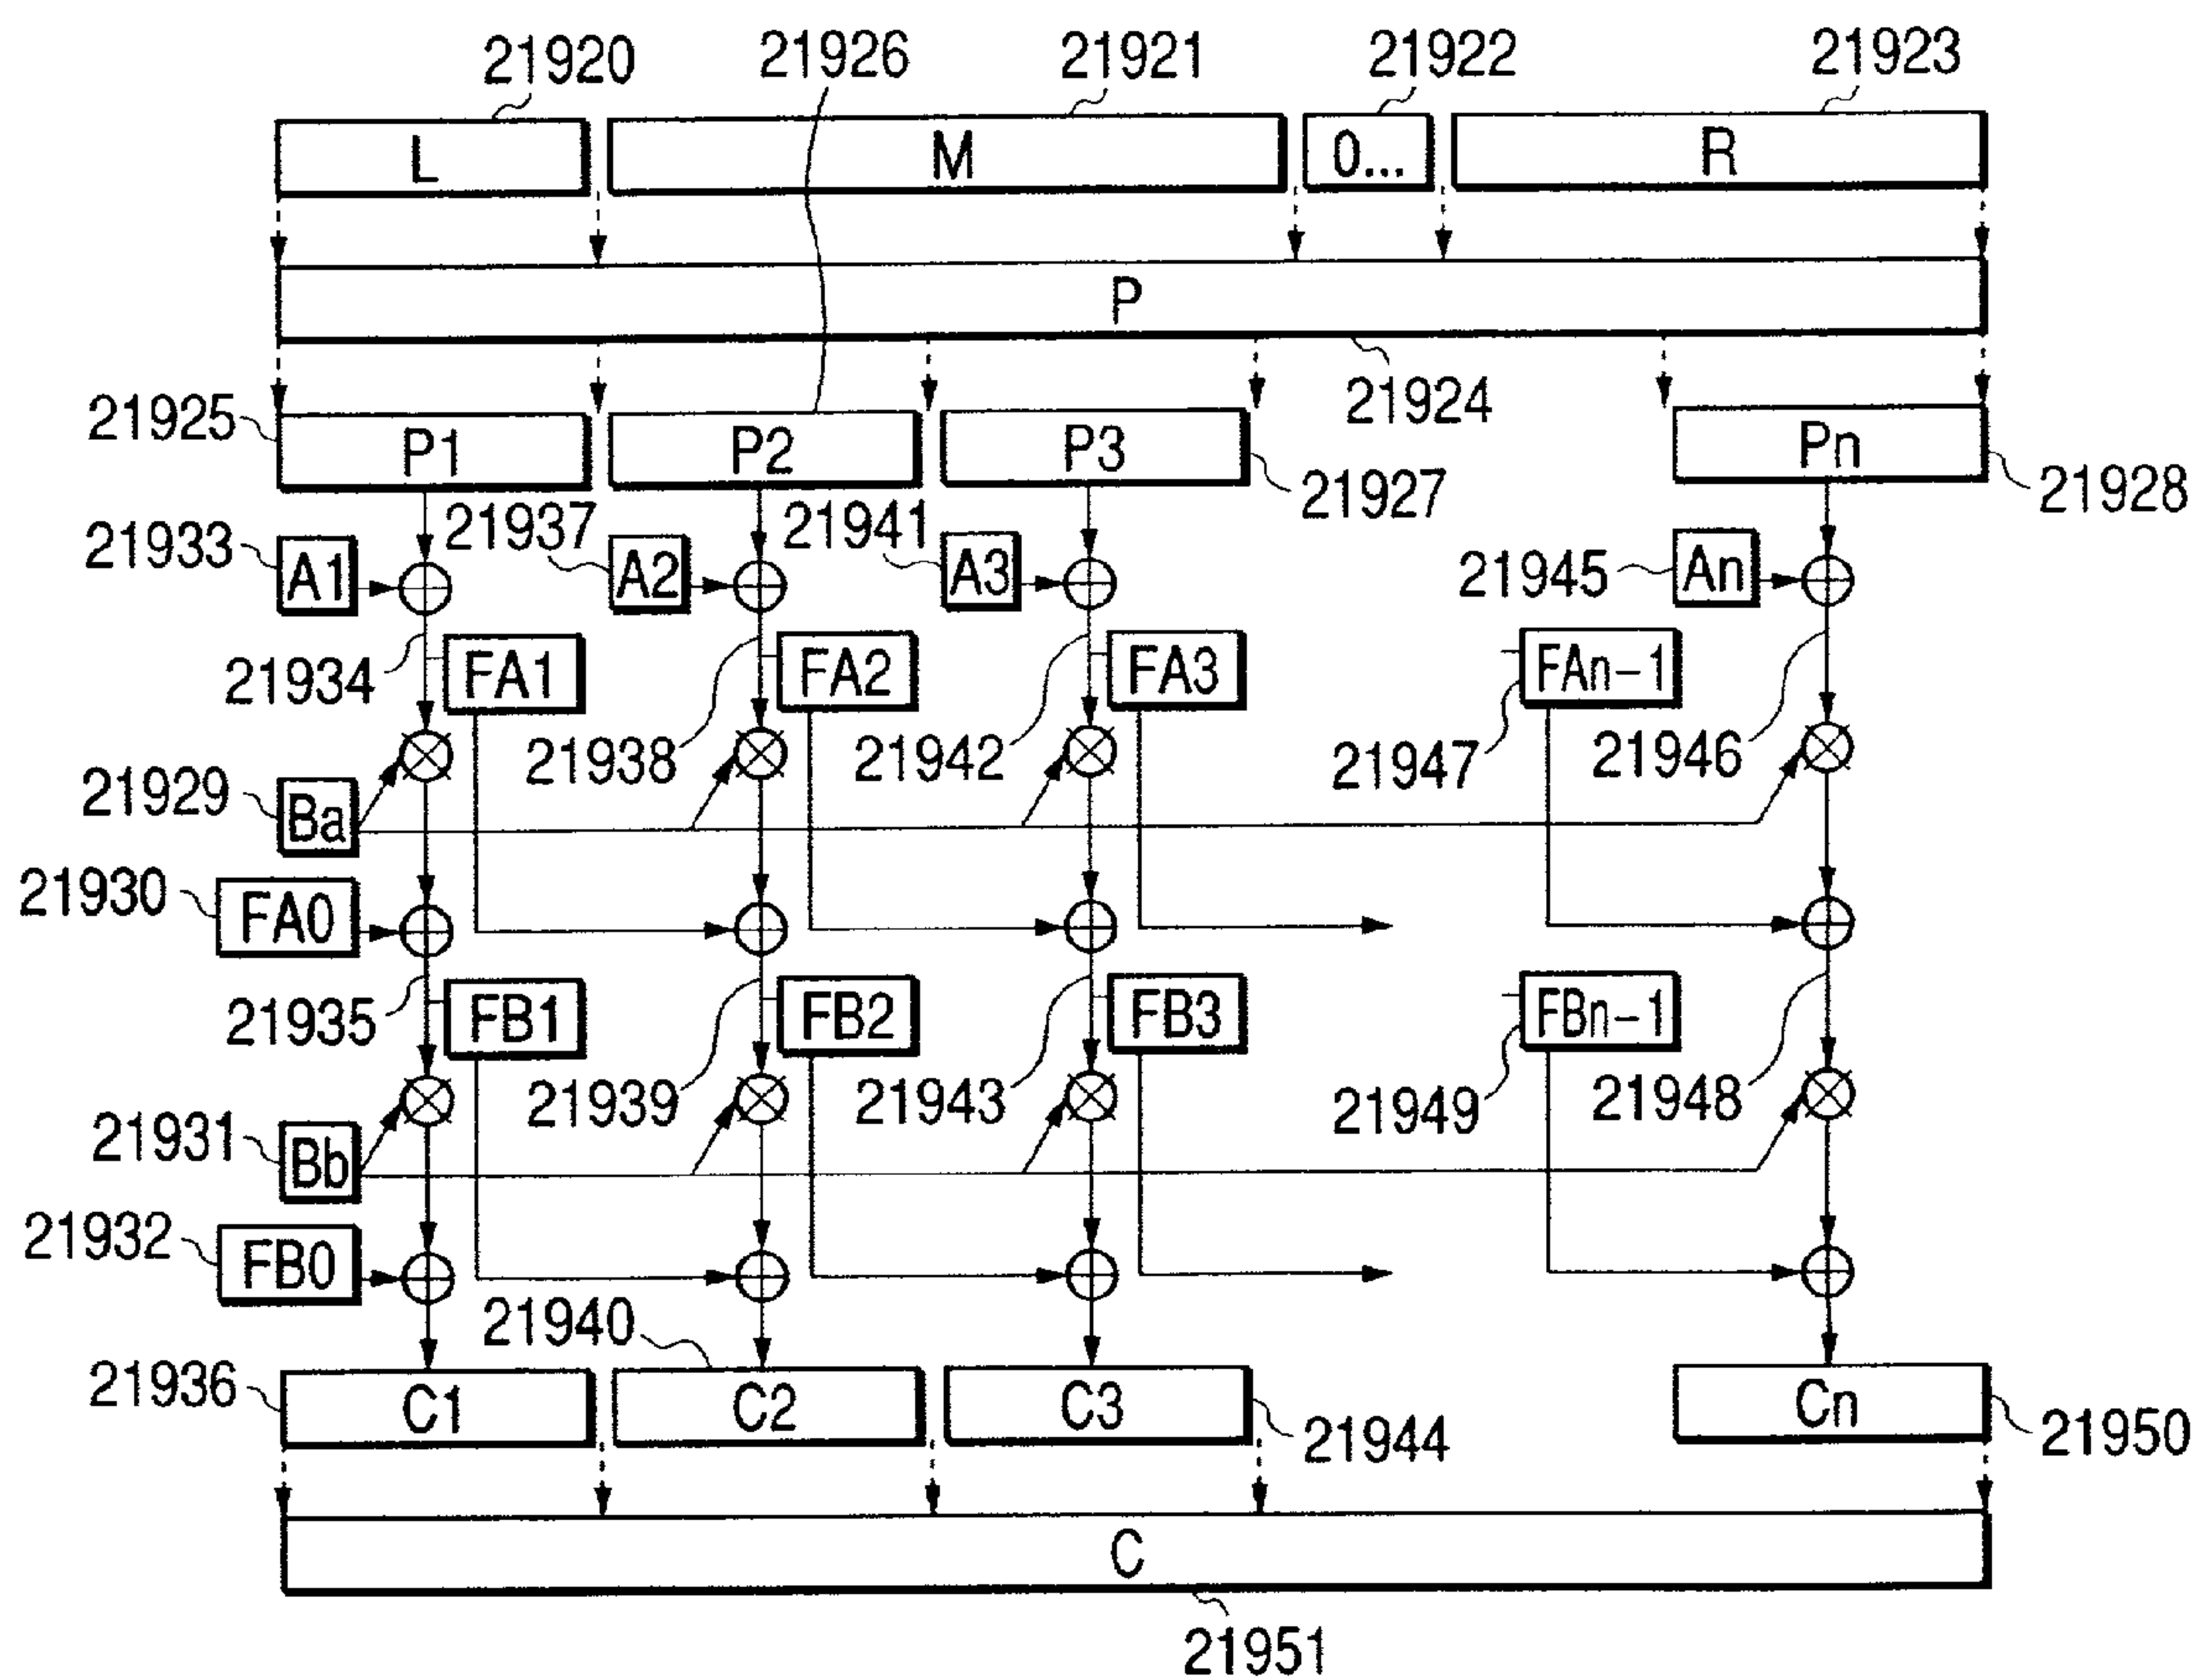 21920 21926 21921 21922 21923
L M 0... R
P
21924
21925 P1 P2 P3 21927 Pn 21928
21933 A1 21937 A2 21941 A3 21945 An
21934 FA1 21938 FA2 21942 FA3 21947 FAn-1 21946
21929 Ba
21930 FA0
21935 FB1 21939 FB2 21943 FB3 21949 FBn-1 21948
21931 Bb
21932 FB0
21940
21936 C1 C2 C3 21944 Cn 21950
C
21951